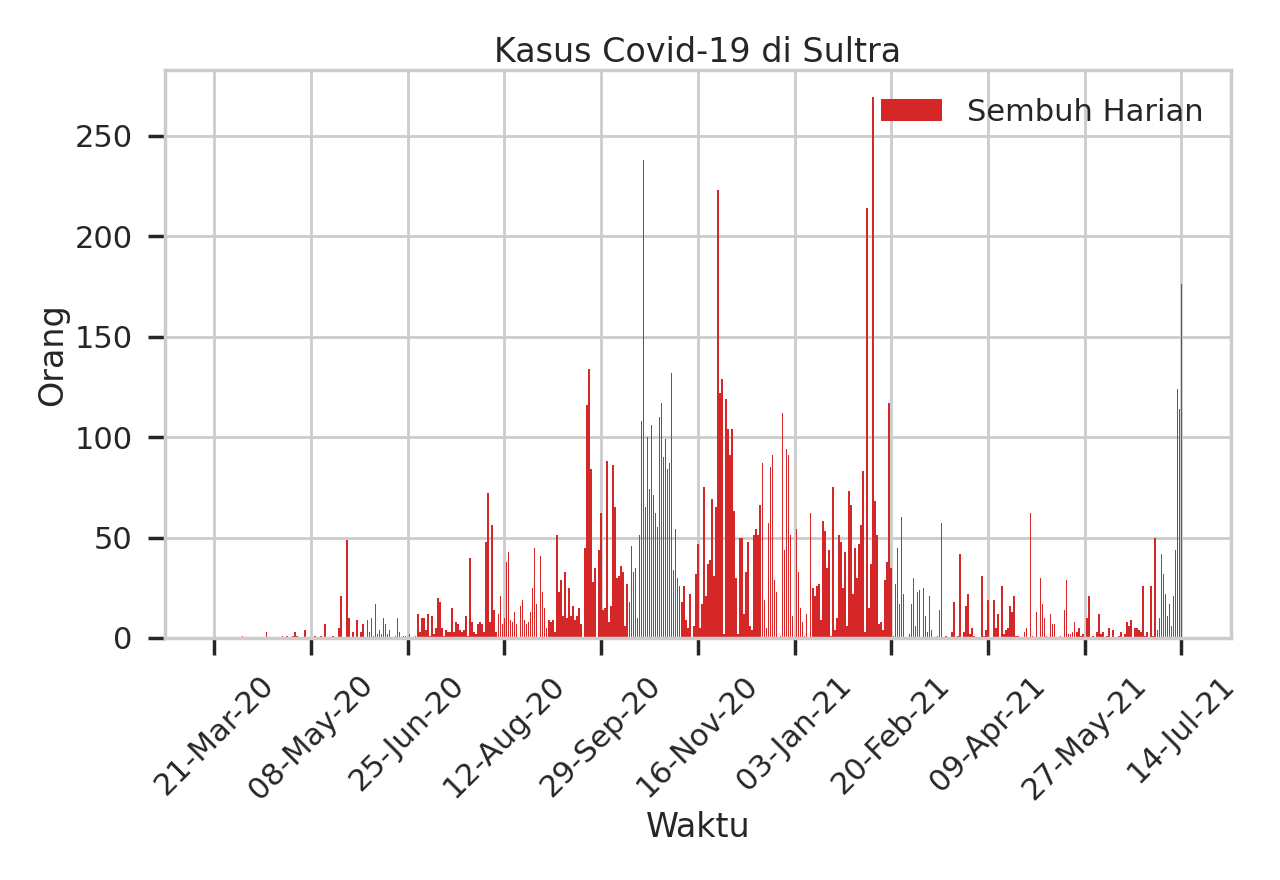 Kasus Covid-19 di Sultra
Sembuh Harian
Orang
250
200
150
100
50
0
21-Mar-20
08-May-20
25-Jun-20
12-Aug-20
29-Sep-20
16-Nov-20
03-Jan-21
20-Feb-21
09-Apr-21
27-May-21
14-Jul-21
Waktu